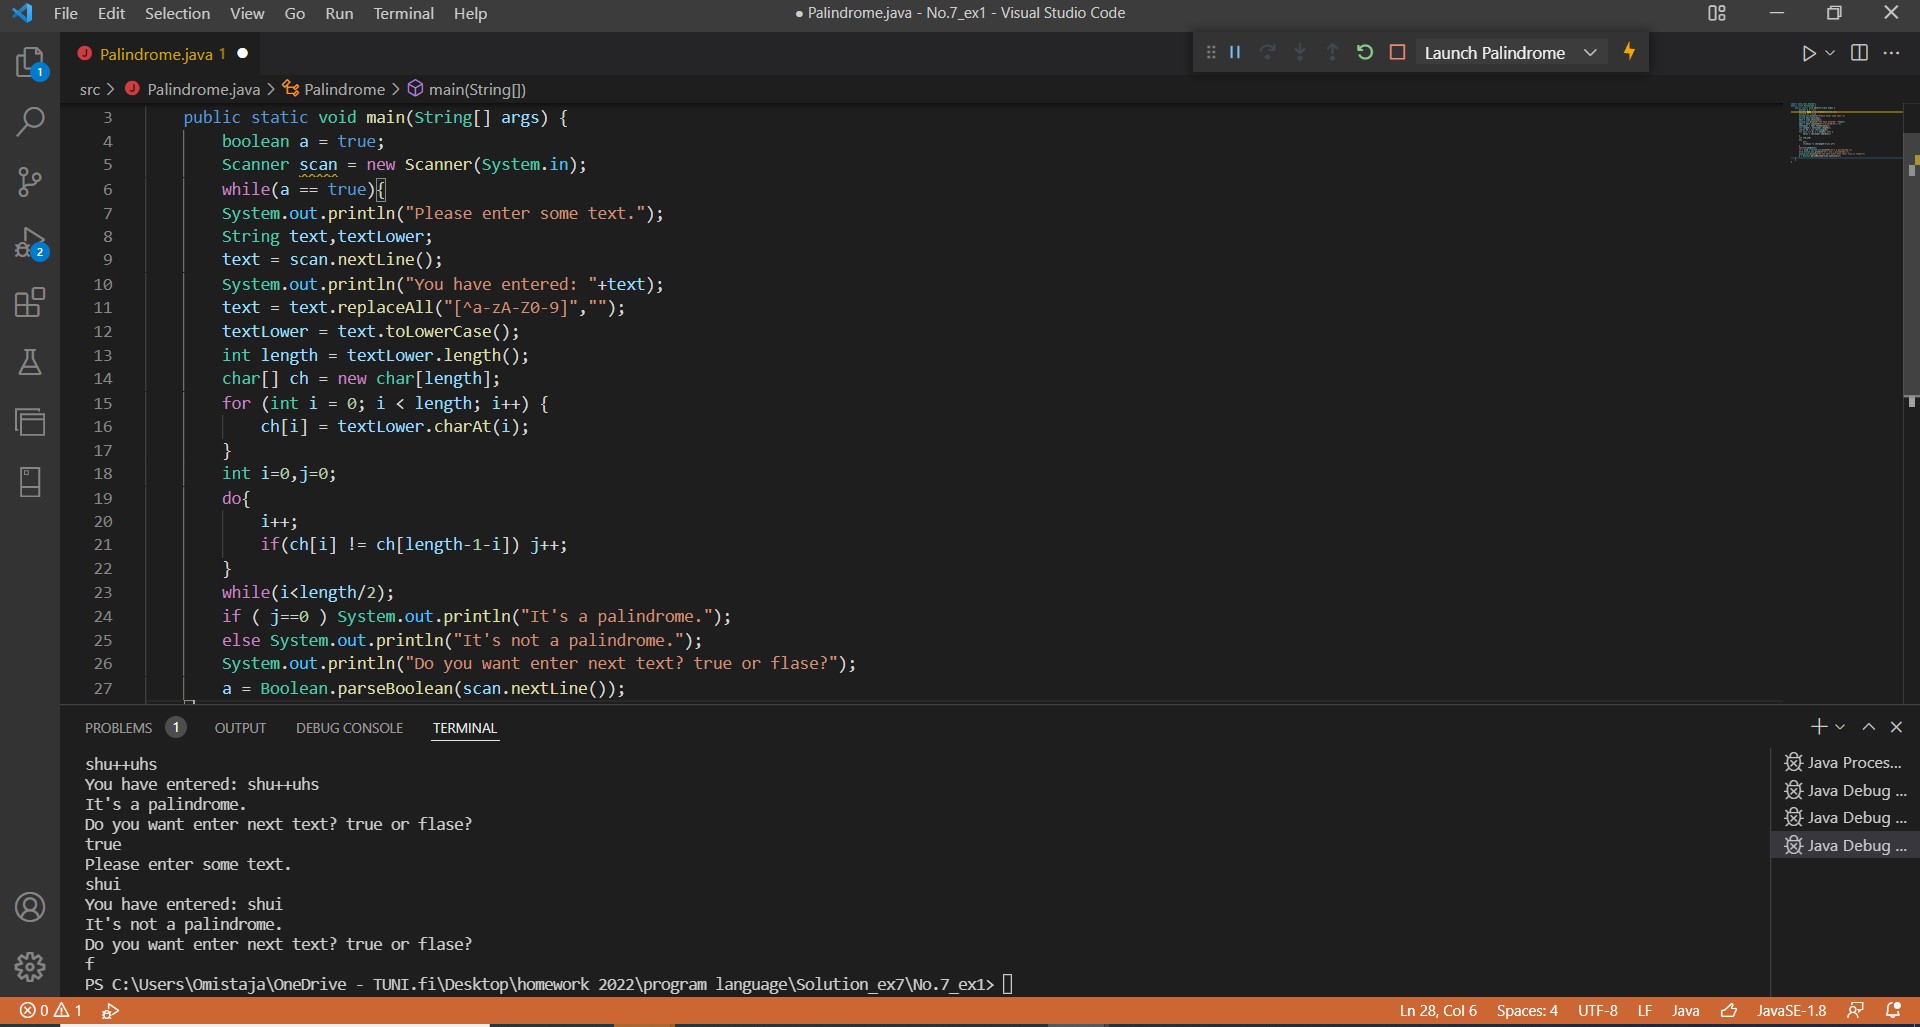 File Edit Selection View Go Run Terminal Help
● Palindrome.java - No.7_ex1 - Visual Studio Code
Palindrome.java 1 ●
Launch Palindrome
src > Palindrome.java > Palindrome > main(String[])
3 public static void main(String[] args) {
4 boolean a = true;
5 Scanner scan = new Scanner(System.in);
6 while(a == true){
7 System.out.println("Please enter some text.");
8 String text,textLower;
9 text = scan.nextLine();
10 System.out.println("You have entered: "+text);
11 text = text.replaceAll("[^a-zA-Z0-9]","");
12 textLower = text.toLowerCase();
13 int length = textLower.length();
14 char[] ch = new char[length];
15 for (int i = 0; i < length; i++) {
16 ch[i] = textLower.charAt(i);
17 }
18 int i=0,j=0;
19 do{
20 i++;
21 if(ch[i] != ch[length-1-i]) j++;
22 }
23 while(i<length/2);
24 if ( j==0 ) System.out.println("It's a palindrome.");
25 else System.out.println("It's not a palindrome.");
26 System.out.println("Do you want enter next text? true or flase?");
27 a = Boolean.parseBoolean(scan.nextLine());
1
2
PROBLEMS 1 OUTPUT DEBUG CONSOLE TERMINAL
shu++uhs
You have entered: shu++uhs
It's a palindrome.
Do you want enter next text? true or flase?
true
Please enter some text.
shui
You have entered: shui
It's not a palindrome.
Do you want enter next text? true or flase?
f
PS C:\Users\Omistaja\OneDrive - TUNI.fi\Desktop\homework 2022\program language\Solution_ex7\No.7_ex1>
Java Proces...
Java Debug ...
Java Debug ...
Java Debug ...
0 1
Ln 28, Col 6 Spaces: 4 UTF-8 LF Java JavaSE-1.8